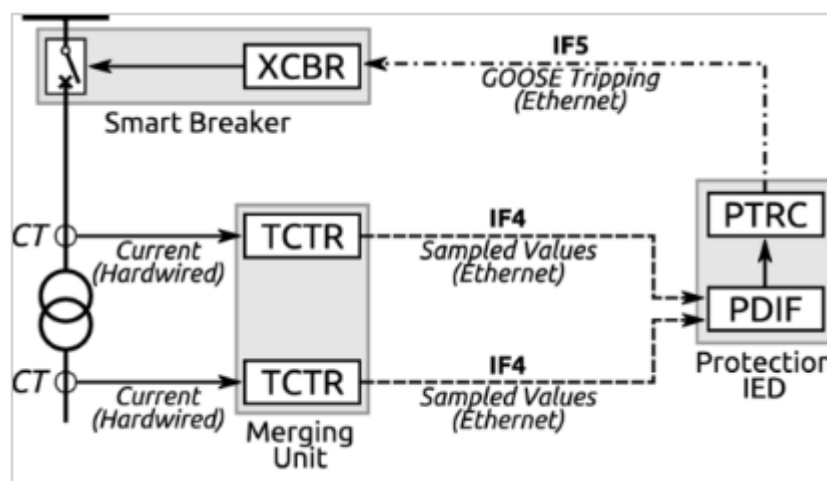 XCBR
IF5
GOOSE Tripping
(Ethernet)
Smart Breaker
CT
Current
(Hardwired)
TCTR
IF4
Sampled Values
(Ethernet)
PTRC
PDIF
Protection
IED
CT
Current
(Hardwired)
TCTR
IF4
Sampled Values
(Ethernet)
Merging
Unit